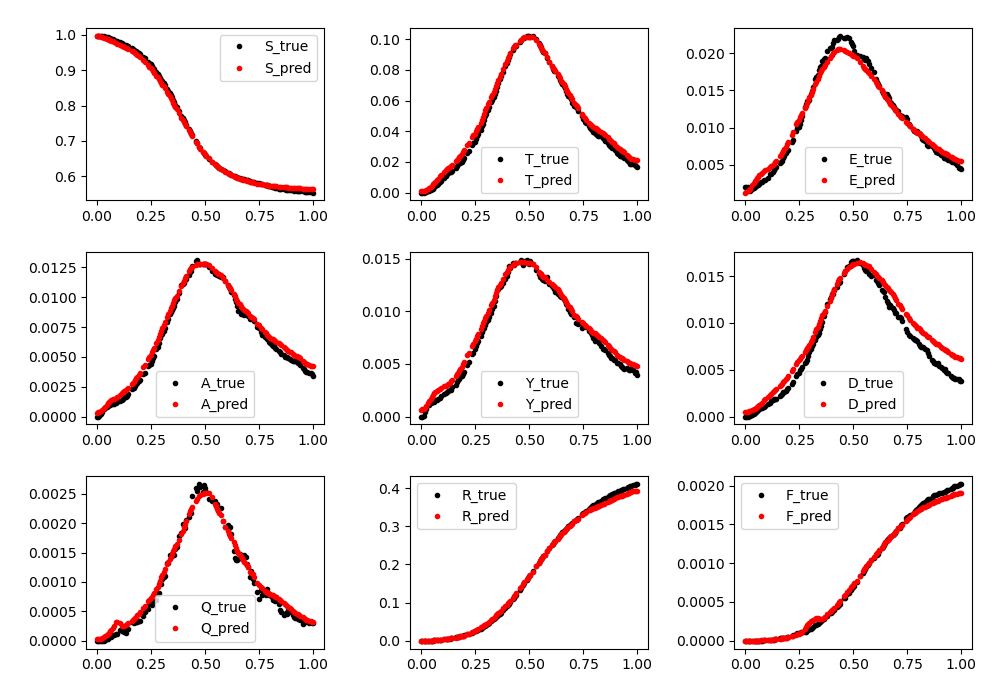 1.0
0.9
0.8
0.7
0.6
S_true
S_pred
0.00 0.25 0.50 0.75 1.00
0.10
0.08
0.06
0.04
0.02
0.00
T_true
T_pred
0.00 0.25 0.50 0.75 1.00
0.020
0.015
0.010
0.005
E_true
E_pred
0.00 0.25 0.50 0.75 1.00
0.0125
0.0100
0.0075
0.0050
0.0025
0.0000
A_true
A_pred
0.00 0.25 0.50 0.75 1.00
0.015
0.010
0.005
0.000
Y_true
Y_pred
0.00 0.25 0.50 0.75 1.00
0.015
0.010
0.005
0.000
D_true
D_pred
0.00 0.25 0.50 0.75 1.00
0.0025
0.0020
0.0015
0.0010
0.0005
0.0000
Q_true
Q_pred
0.00 0.25 0.50 0.75 1.00
0.4
0.3
0.2
0.1
0.0
R_true
R_pred
0.00 0.25 0.50 0.75 1.00
0.0020
0.0015
0.0010
0.0005
0.0000
F_true
F_pred
0.00 0.25 0.50 0.75 1.00